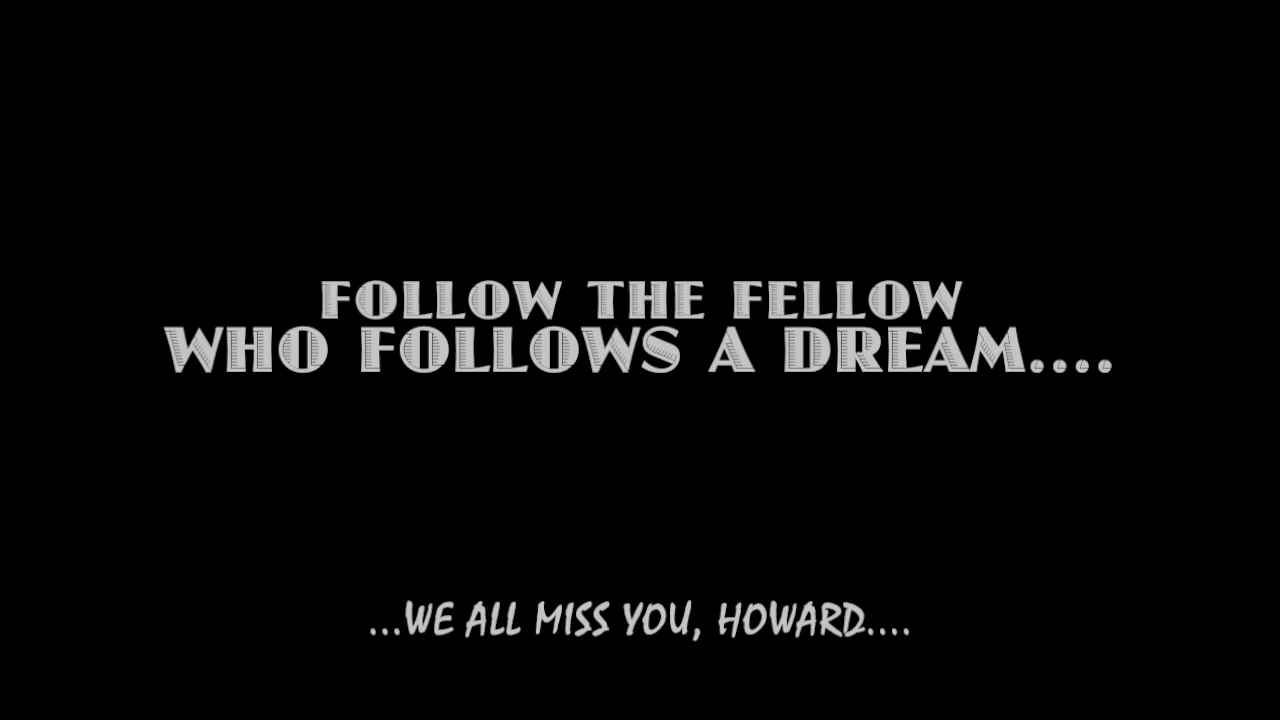 FOLLOW THE FELLOW
WHO FOLLOWS A DREAM....
...WE ALL MISS YOU, HOWARD....